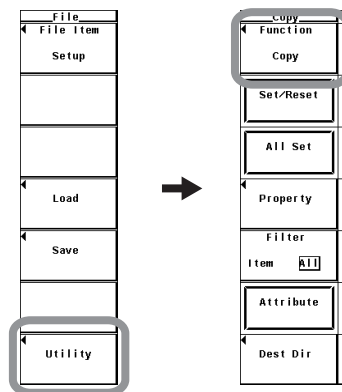 File
File Item
Setup
Load
Save
Utility
Copy
Function
Copy
Set/Reset
All Set
Property
Filter
Item All
Attribute
Dest Dir